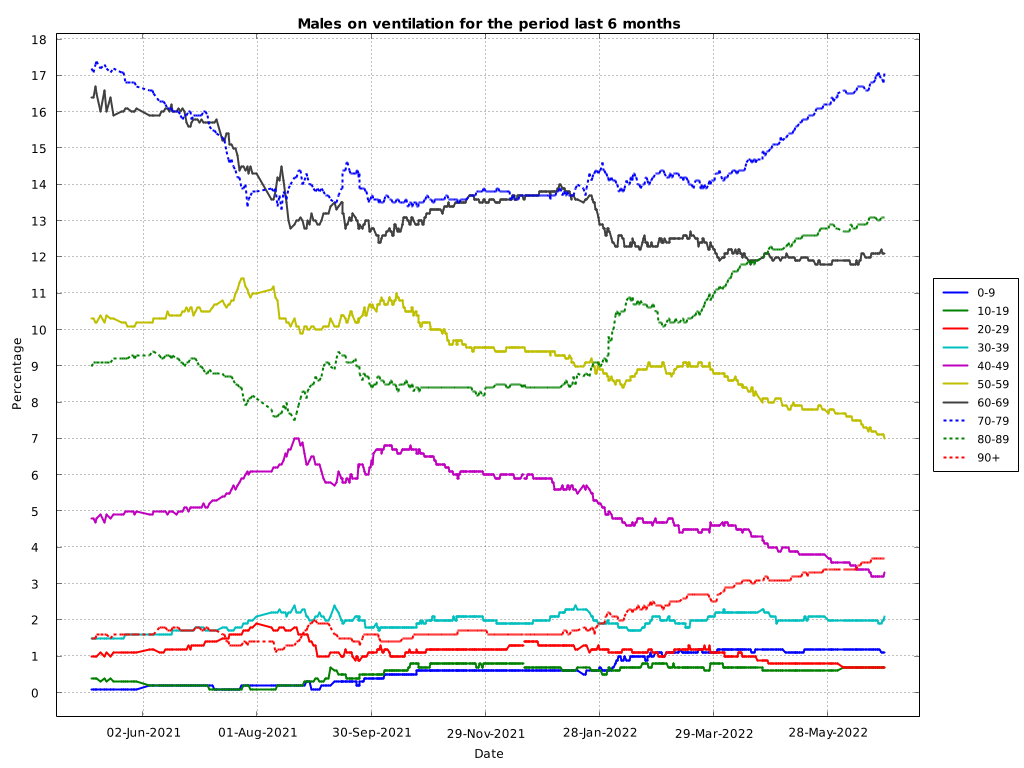 Males on ventilation for the period last 6 months
18
17
16
15
14
13
12
11
10
9
8
7
6
5
4
3
2
1
0
Percentage
02-Jun-2021
01-Aug-2021
30-Sep-2021
29-Nov-2021
28-Jan-2022
29-Mar-2022
28-May-2022
Date
0-9
10-19
20-29
30-39
40-49
50-59
60-69
70-79
80-89
90+